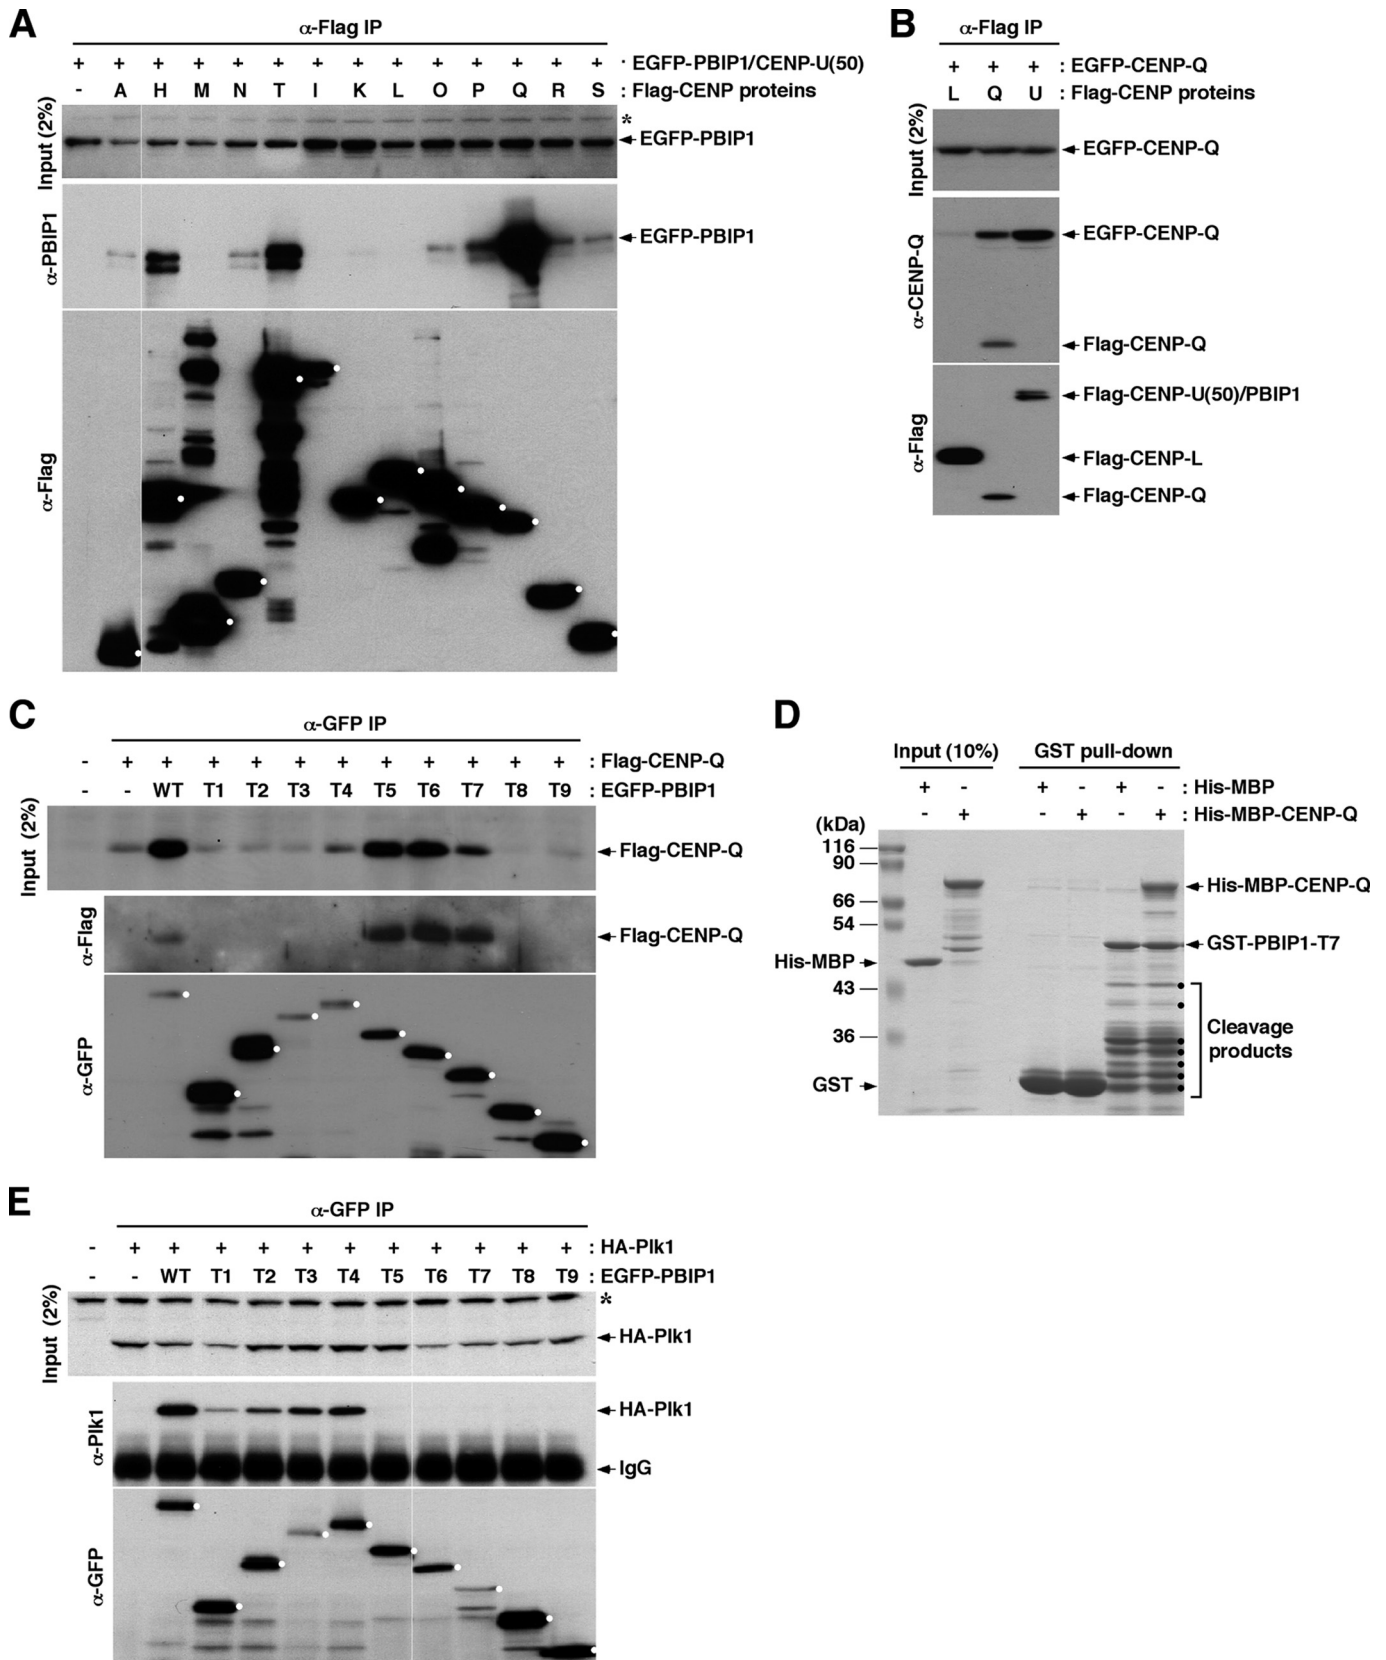 A
α-Flag IP
+ + + + + + + + + + + + + + : EGFP-PBIP1/CENP-U(50)
- A H M N T I K L O P Q R S : Flag-CENP proteins
Input (2%)
*
EGFP-PBIP1
α-PBIP1
EGFP-PBIP1
α-Flag
B
α-Flag IP
+ + + : EGFP-CENP-Q
L Q U : Flag-CENP proteins
Input (2%)
EGFP-CENP-Q
α-CENP-Q
EGFP-CENP-Q
Flag-CENP-Q
α-Flag
Flag-CENP-U(50)/PBIP1
Flag-CENP-L
Flag-CENP-Q
C
α-GFP IP
- + + + + + + + + + + + : Flag-CENP-Q
- - WT T1 T2 T3 T4 T5 T6 T7 T8 T9 : EGFP-PBIP1
Input (2%)
Flag-CENP-Q
α-Flag
Flag-CENP-Q
α-GFP
D
Input (10%) GST pull-down
+ - + - + - : His-MBP
- + - + - + : His-MBP-CENP-Q
(kDa)
116
90
His-MBP-CENP-Q
66
54
GST-PBIP1-T7
His-MBP
43
36
Cleavage
products
GST
E
α-GFP IP
- + + + + + + + + + + + : HA-Plk1
- - WT T1 T2 T3 T4 T5 T6 T7 T8 T9 : EGFP-PBIP1
Input (2%)
*
HA-Plk1
α-Plk1
HA-Plk1
IgG
α-GFP